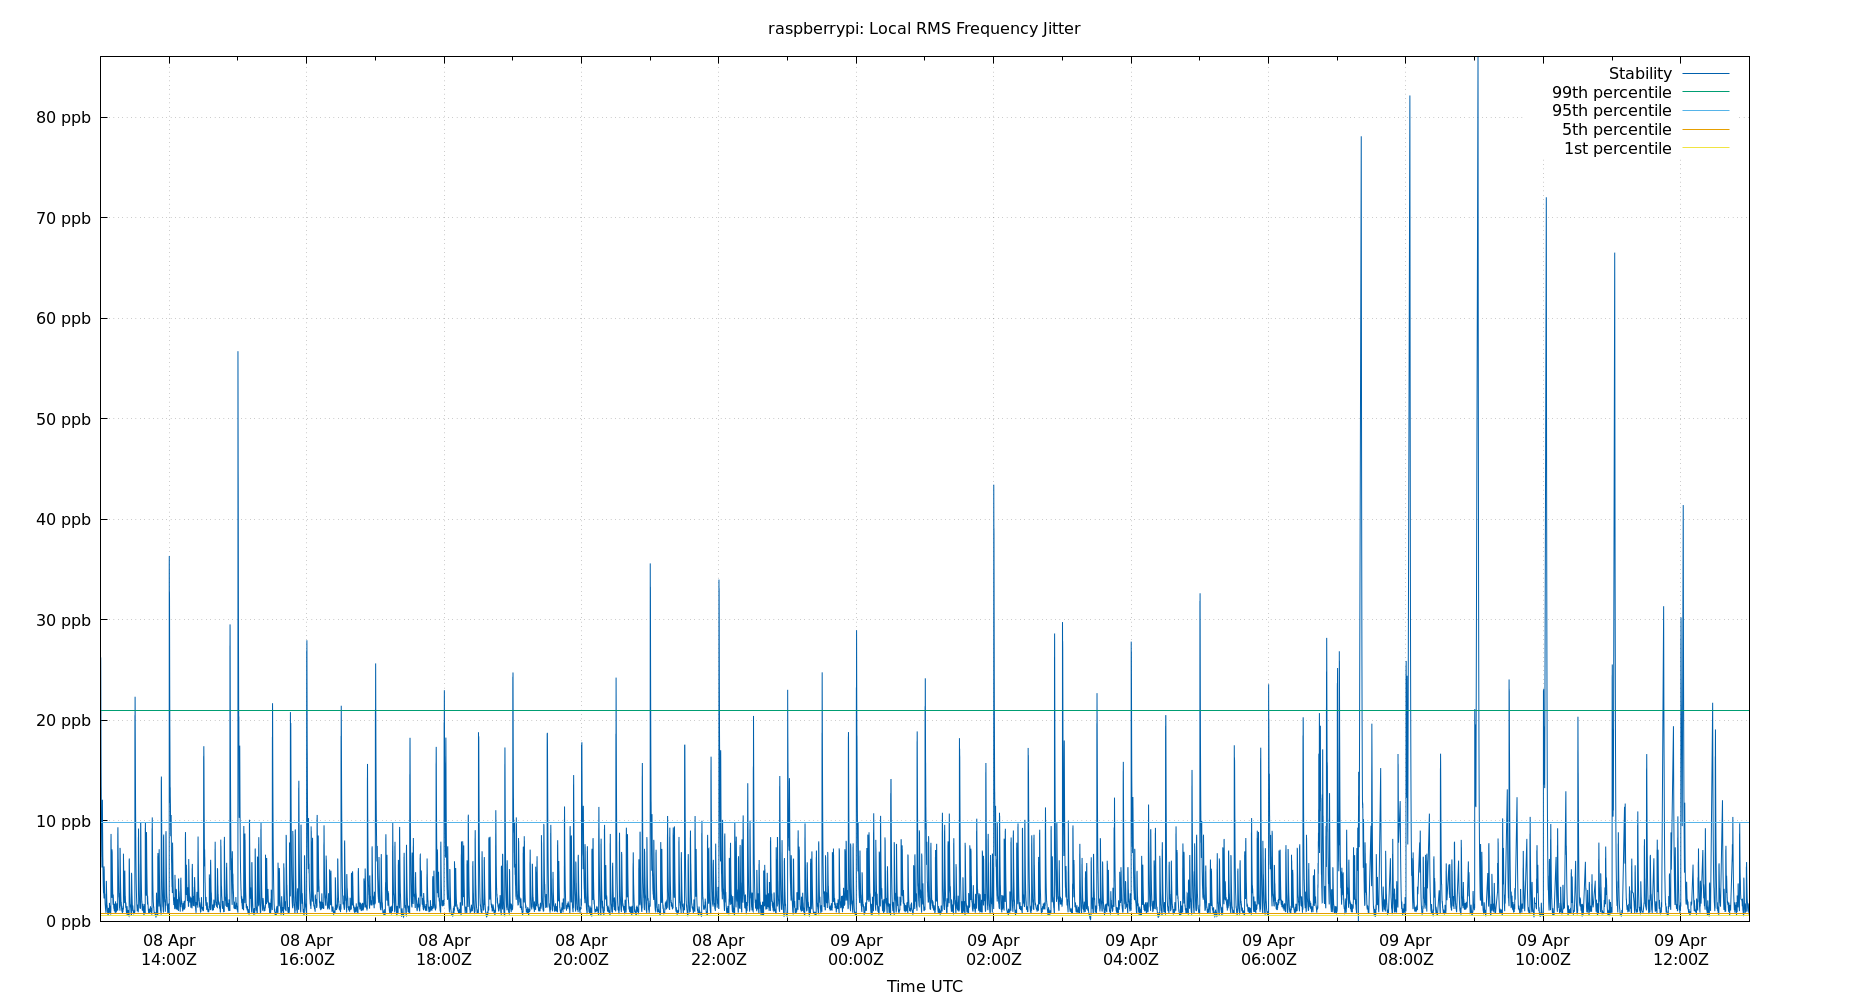 raspberrypi: Local RMS Frequency Jitter
Stability
99th percentile
95th percentile
5th percentile
1st percentile
80 ppb
70 ppb
60 ppb
50 ppb
40 ppb
30 ppb
20 ppb
10 ppb
0 ppb
08 Apr 08 Apr 08 Apr 08 Apr 08 Apr 09 Apr 09 Apr 09 Apr 09 Apr 09 Apr 09 Apr 09 Apr
14:00Z 16:00Z 18:00Z 20:00Z 22:00Z 00:00Z 02:00Z 04:00Z 06:00Z 08:00Z 10:00Z 12:00Z
Time UTC